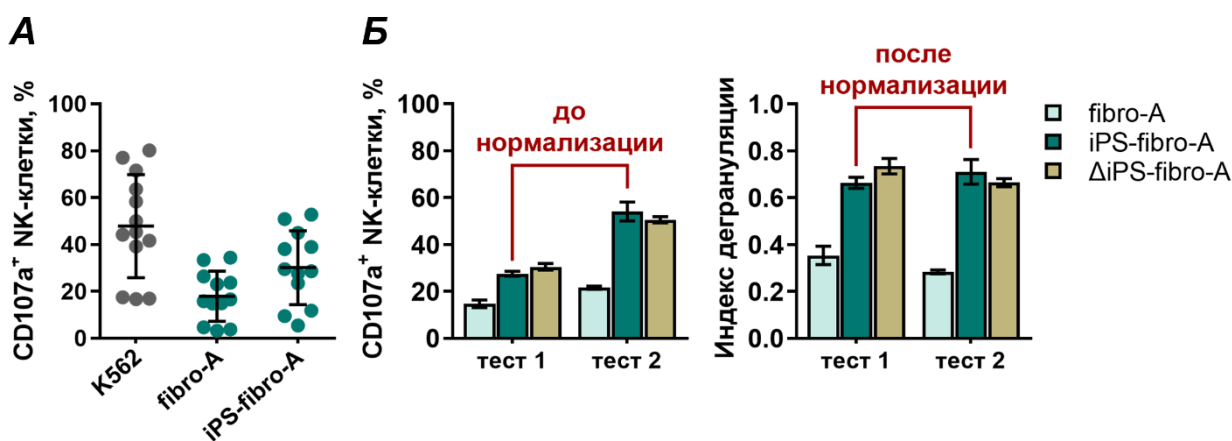 А
CD107a⁺ NK-клетки, %
100
80
60
40
20
0
K562
fibro-A
iPS-fibro-A
Б
CD107a⁺ NK-клетки, %
100
80
60
40
20
0
до
нормализации
тест 1
тест 2
Индекс дегрануляции
1.0
0.8
0.6
0.4
0.2
0.0
после
нормализации
тест 1
тест 2
fibro-A
iPS-fibro-A
ΔiPS-fibro-A